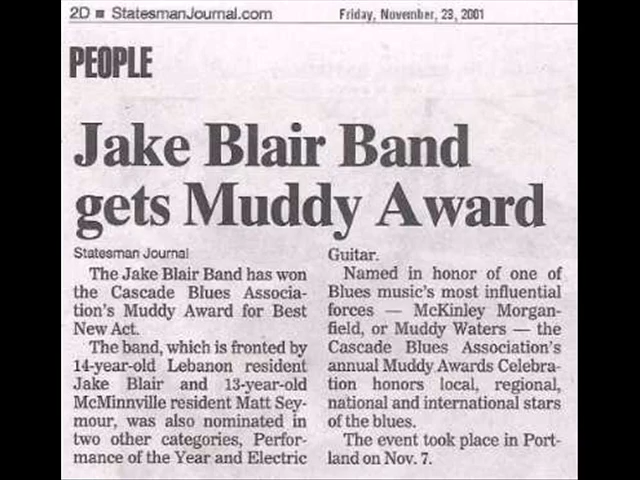 2D ■ StatesmanJournal.com
Friday, November, 23, 2001
PEOPLE
Jake Blair Band
gets Muddy Award
Statesman Journal
The Jake Blair Band has won
the Cascade Blues Associa-
tion's Muddy Award for Best
New Act.
The band, which is fronted by
14-year-old Lebanon resident
Jake Blair and 13-year-old
McMinnville resident Matt Sey-
mour, was also nominated in
two other categories, Perfor-
mance of the Year and Electric
Guitar.
Named in honor of one of
Blues music's most influential
forces — McKinley Morgan-
field, or Muddy Waters — the
Cascade Blues Association's
annual Muddy Awards Celebra-
tion honors local, regional,
national and international stars
of the blues.
The event took place in Port-
land on Nov. 7.